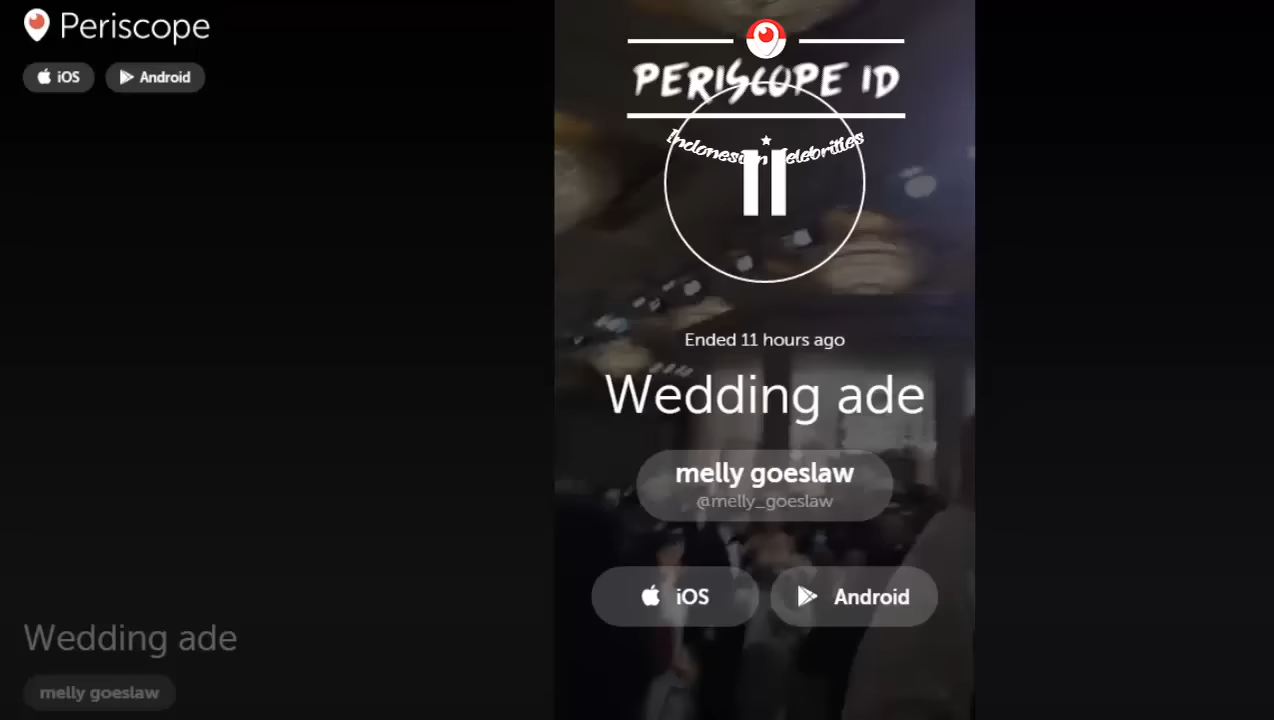 Periscope
iOS
Android
PERISCOPE ID
Indonesian Celebrities
Ended 11 hours ago
Wedding ade
melly goeslaw
@melly_goeslaw
iOS
Android
Wedding ade
melly goeslaw